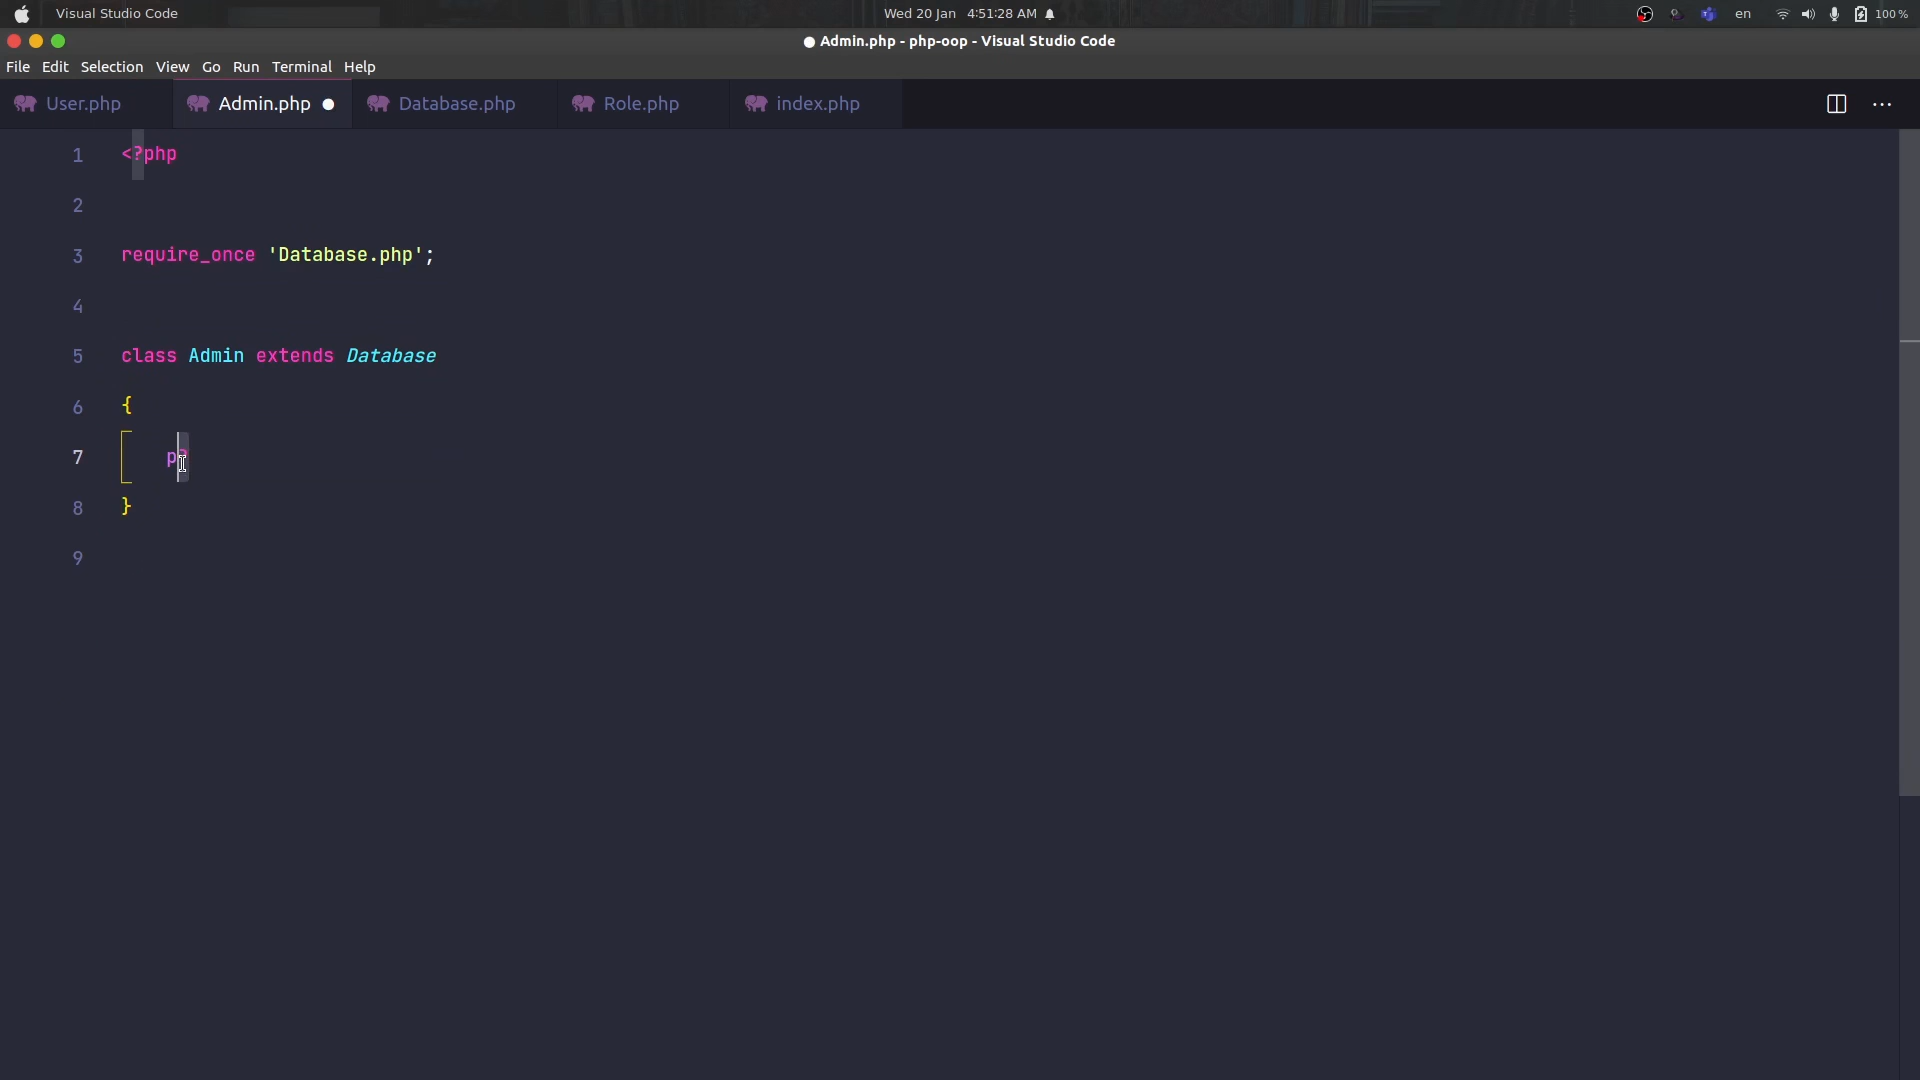 Visual Studio Code
Wed 20 Jan 4:51:28 AM
en
100 %
● Admin.php - php-oop - Visual Studio Code
File Edit Selection View Go Run Terminal Help
User.php
Admin.php
Database.php
Role.php
index.php
1 <?php
2
3 require_once 'Database.php';
4
5 class Admin extends Database
6 {
7 p?
8 }
9